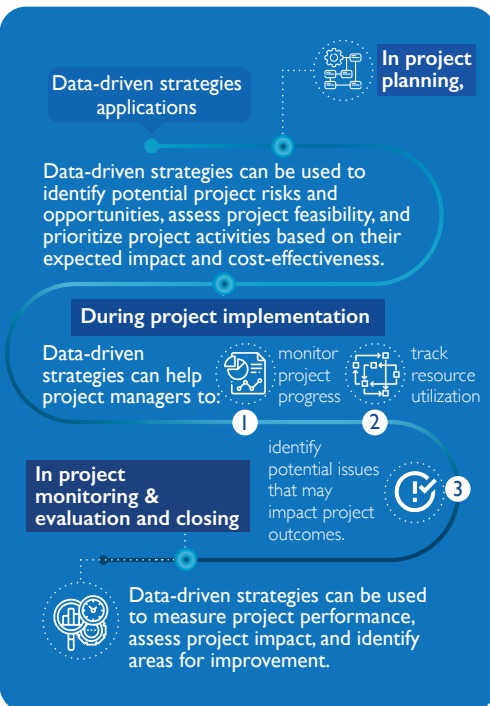 In project
planning,
Data-driven strategies
applications
Data-driven strategies can be used to
identify potential project risks and
opportunities, assess project feasibility, and
prioritize project activities based on their
expected impact and cost-effectiveness.
During project implementation
Data-driven
strategies can help
project managers to:
monitor
project
progress
1
track
resource
utilization
2
identify
potential issues
that may
impact project
outcomes.
3
In project
monitoring &
evaluation and closing
Data-driven strategies can be used
to measure project performance,
assess project impact, and identify
areas for improvement.